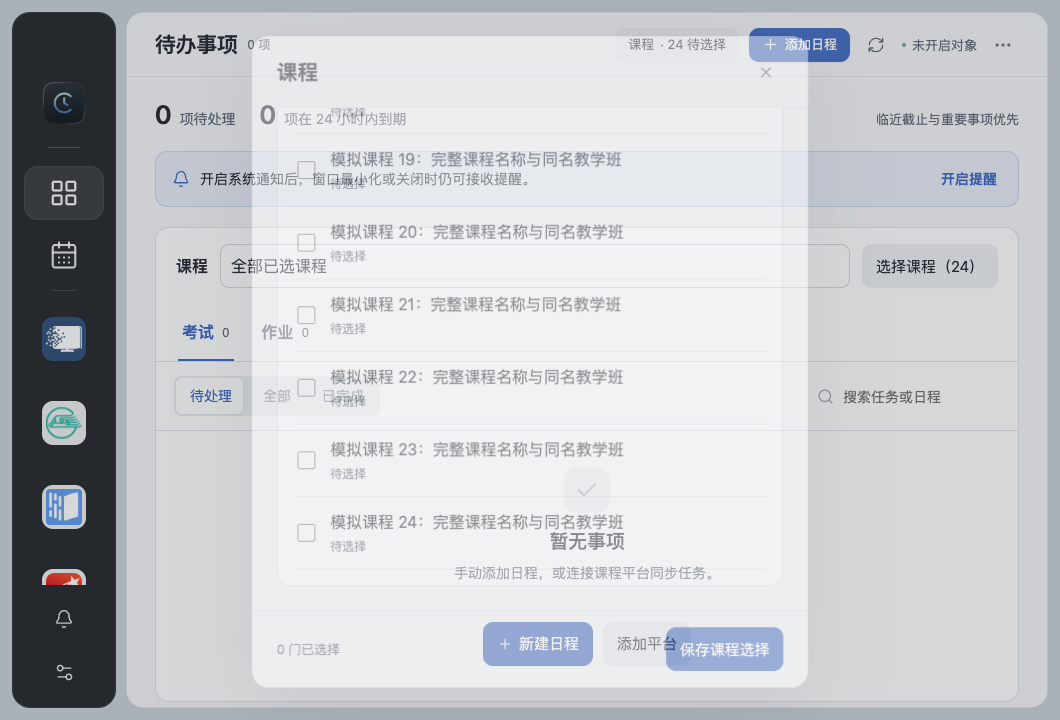 待办事项 0 项
课程 · 24 待选择
添加日程
未开启对象
课程
0 项待处理 0 项在 24 小时内到期
临近截止与重要事项优先
待选择
模拟课程 19：完整课程名称与同名教学班
待选择
开启系统通知后，窗口最小化或关闭时仍可接收提醒。
开启提醒
模拟课程 20：完整课程名称与同名教学班
待选择
课程 全部已选课程
选择课程（24）
模拟课程 21：完整课程名称与同名教学班
待选择
考试 0 作业 0
模拟课程 22：完整课程名称与同名教学班
待选择
待处理 全部 已完成
搜索任务或日程
模拟课程 23：完整课程名称与同名教学班
待选择
模拟课程 24：完整课程名称与同名教学班
待选择
暂无事项
手动添加日程，或连接课程平台同步任务。
新建日程 添加平台
0 门已选择
保存课程选择